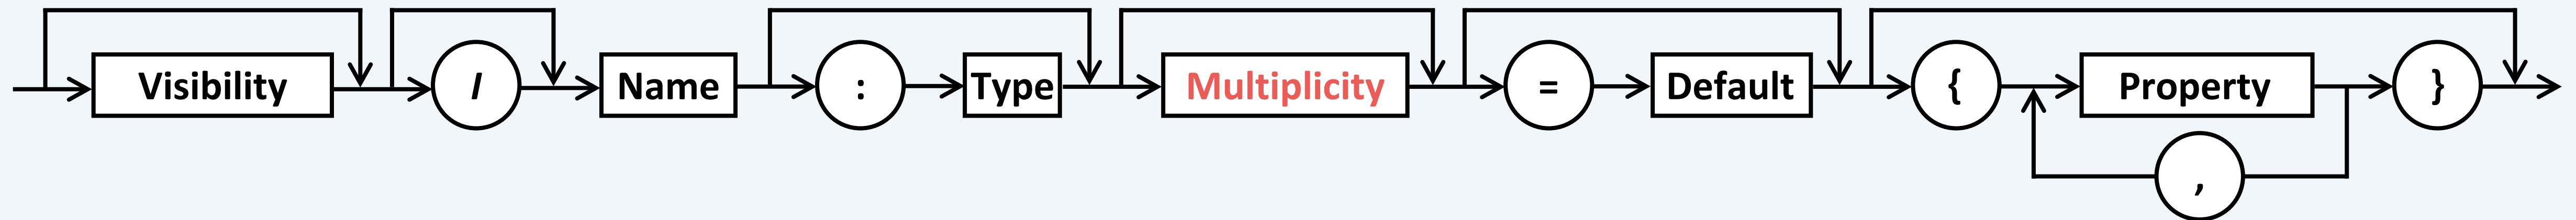 Visibility / Name : Type Multiplicity = Default { Property }
,